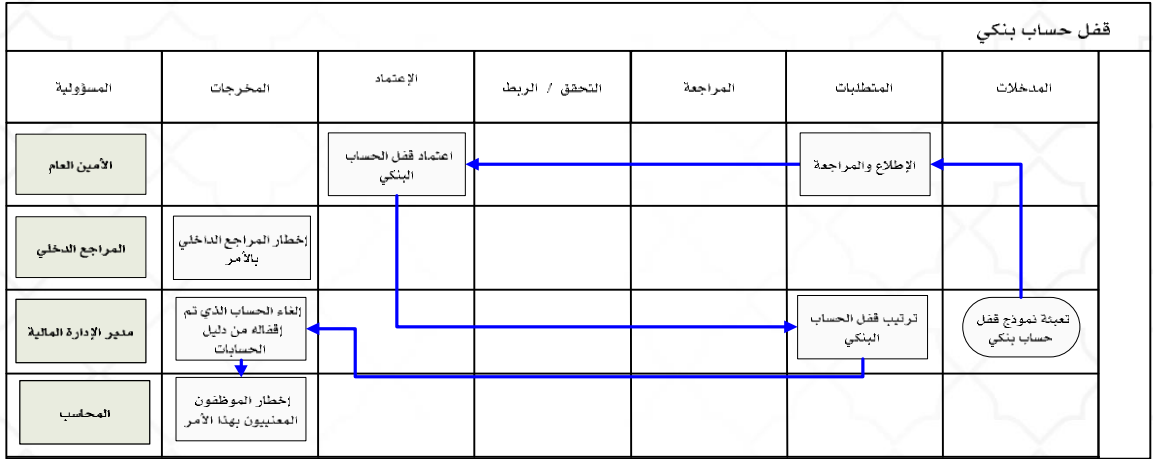 قفل حساب بنكي
المدخلات
المتطلبات
المراجعة
التحقق / الربط
الإعتماد
المخرجات
المسؤولية
الإطلاع والمراجعة
اعتماد قفل الحساب
البنكي
الأمين العام
إخطار المراجع الداخلي
بالأمر
المراجع الدخلي
تعبئة نموذج قفل
حساب بنكي
ترتيب قفل الحساب
البنكي
إلغاء الحساب الذي تم
إقفاله من دليل
الحسابات
مدير الإدارة المالية
إخطار الموظفون
المعنييون بهذا الأمر
المحاسب